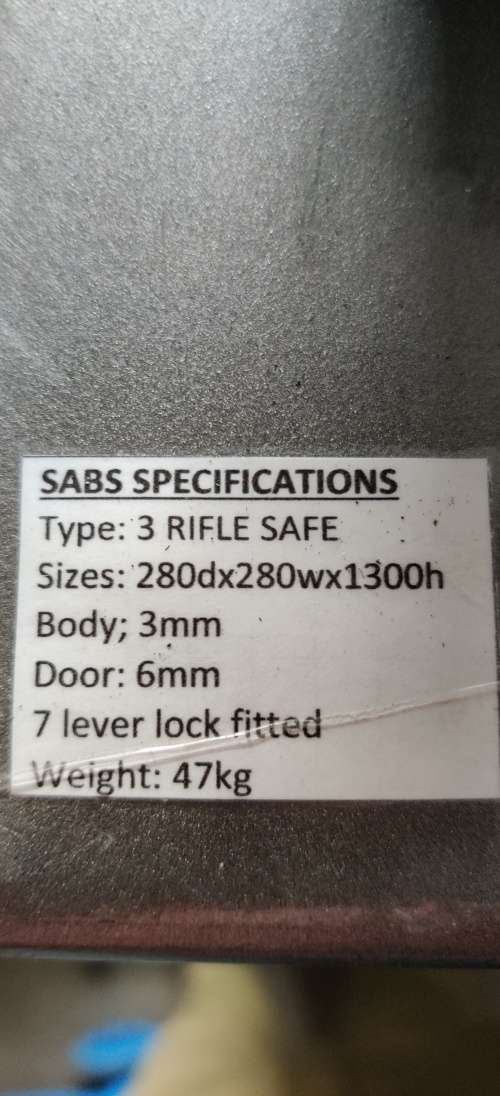 SABS SPECIFICATIONS
Type: 3 RIFLE SAFE
Sizes: 280dx280wx1300h
Body; 3mm
Door: 6mm
7 lever lock fitted
Weight: 47kg